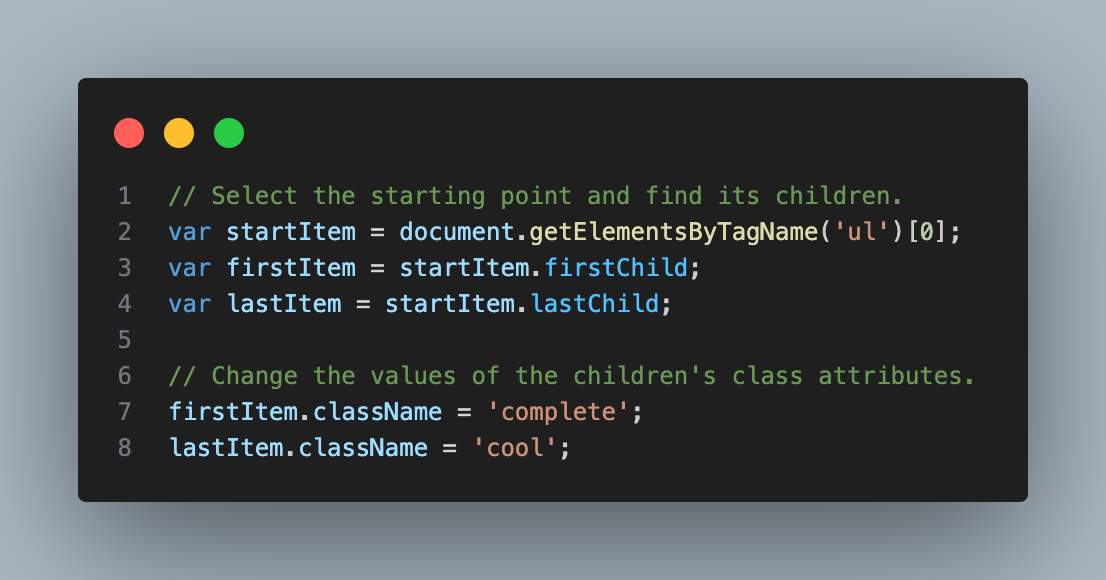 1 // Select the starting point and find its children.
2 var startItem = document.getElementsByTagName('ul')[0];
3 var firstItem = startItem.firstChild;
4 var lastItem = startItem.lastChild;
5
6 // Change the values of the children's class attributes.
7 firstItem.className = 'complete';
8 lastItem.className = 'cool';